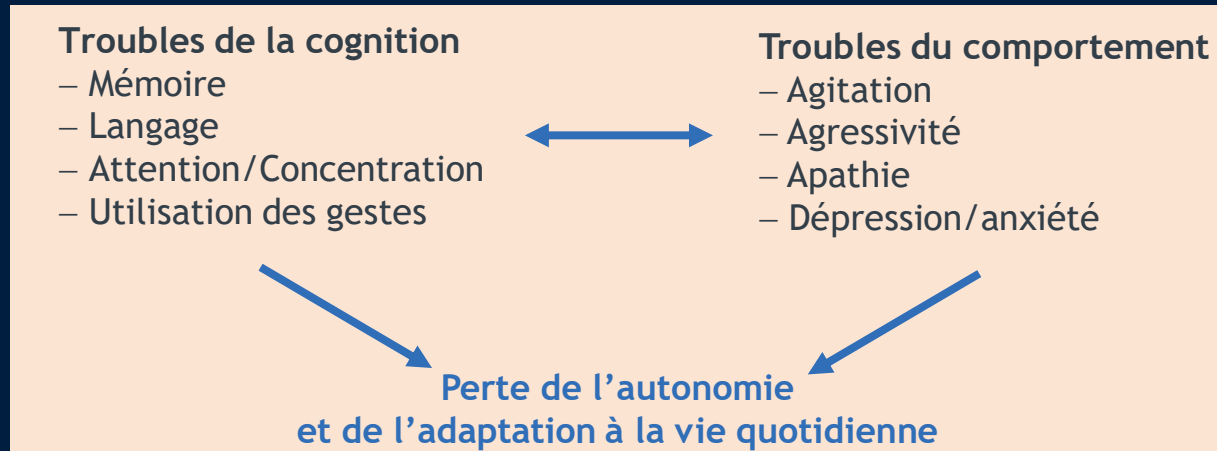 Troubles de la cognition
– Mémoire
– Langage
– Attention/Concentration
– Utilisation des gestes
Troubles du comportement
– Agitation
– Agressivité
– Apathie
– Dépression/anxiété
Perte de l’autonomie
et de l’adaptation à la vie quotidienne